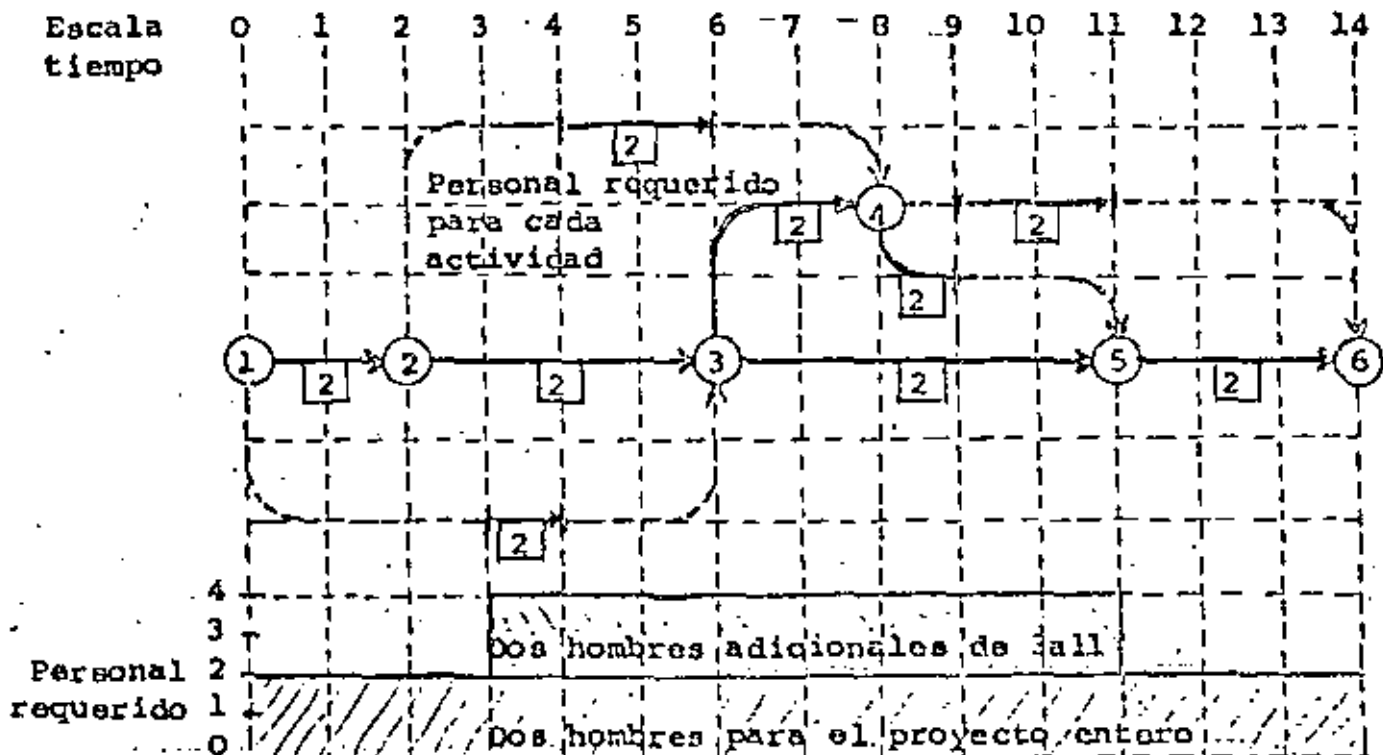 Escala 0 1 2 3 4 5 6 7 8 9 10 11 12 13 14
tiempo
2
Personal requerido
para cada
actividad
2
4
2
2
1
2
2
2
3
2
5
2
6
2
4
3
Dos hombres adicionales de 3all
Personal 2
requerido 1
0
Dos hombres para el proyecto entero